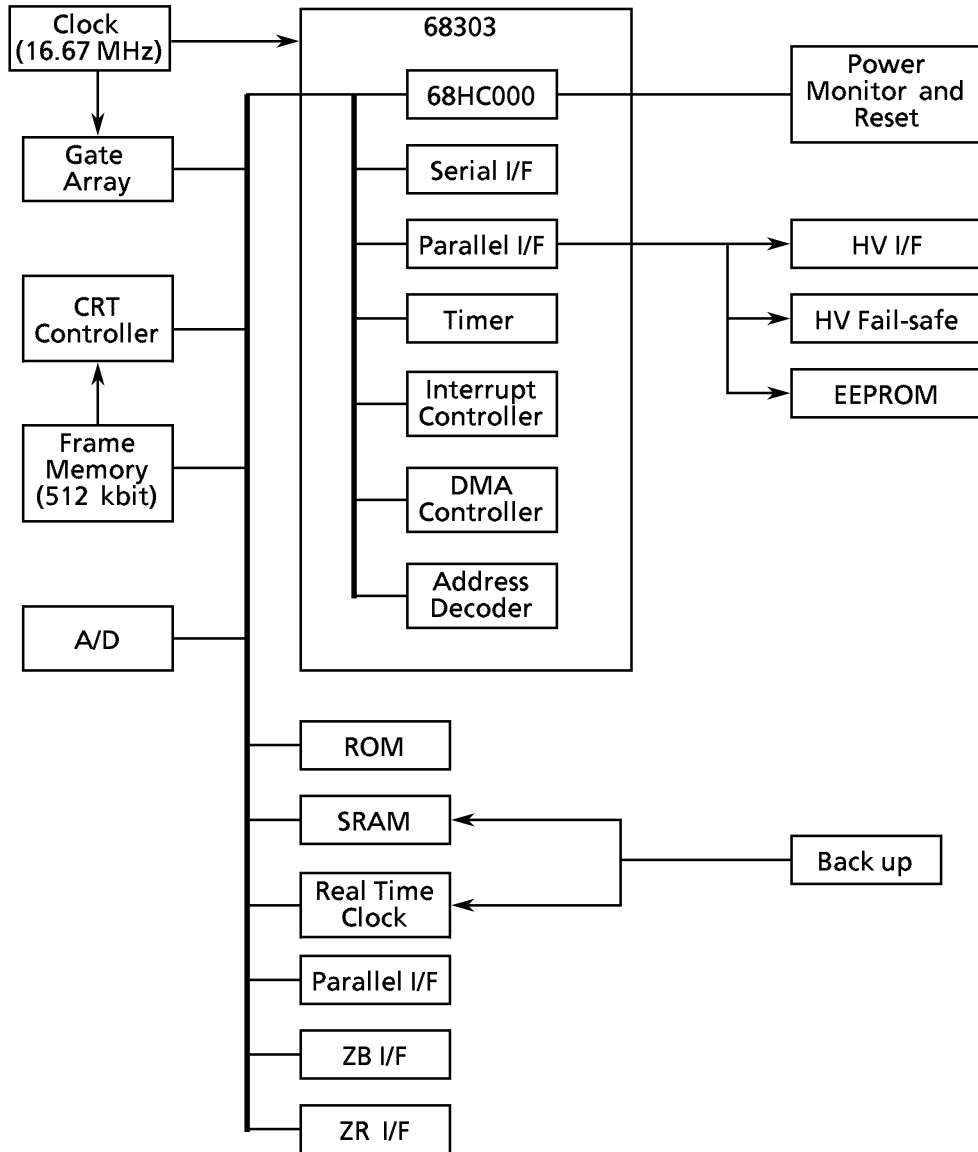 Clock
(16.67 MHz)
68303
68HC000
Power
Monitor and
Reset
Gate
Array
Serial I/F
Parallel I/F
HV I/F
CRT
Controller
Timer
HV Fail-safe
Interrupt
Controller
EEPROM
Frame
Memory
(512 kbit)
DMA
Controller
Address
Decoder
A/D
ROM
SRAM
Back up
Real Time
Clock
Parallel I/F
ZB I/F
ZR I/F